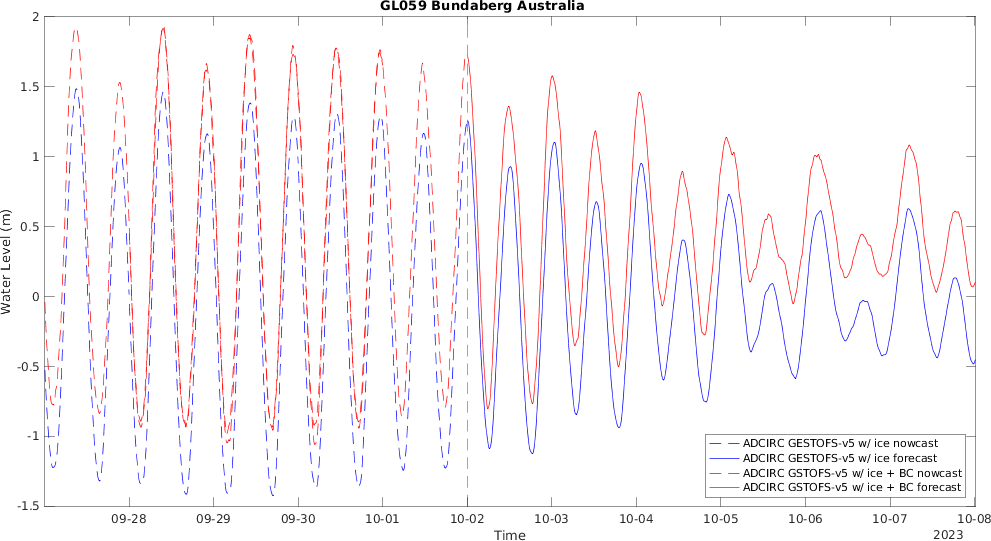 GL059 Bundaberg Australia
2
1.5
1
0.5
0
-0.5
-1
-1.5
Water Level (m)
ADCIRC GESTOFS-v5 w/ ice nowcast
ADCIRC GESTOFS-v5 w/ ice forecast
ADCIRC GSTOFS-v5 w/ ice + BC nowcast
ADCIRC GSTOFS-v5 w/ ice + BC forecast
09-28 09-29 09-30 10-01 10-02 10-03 10-04 10-05 10-06 10-07 10-08
Time
2023